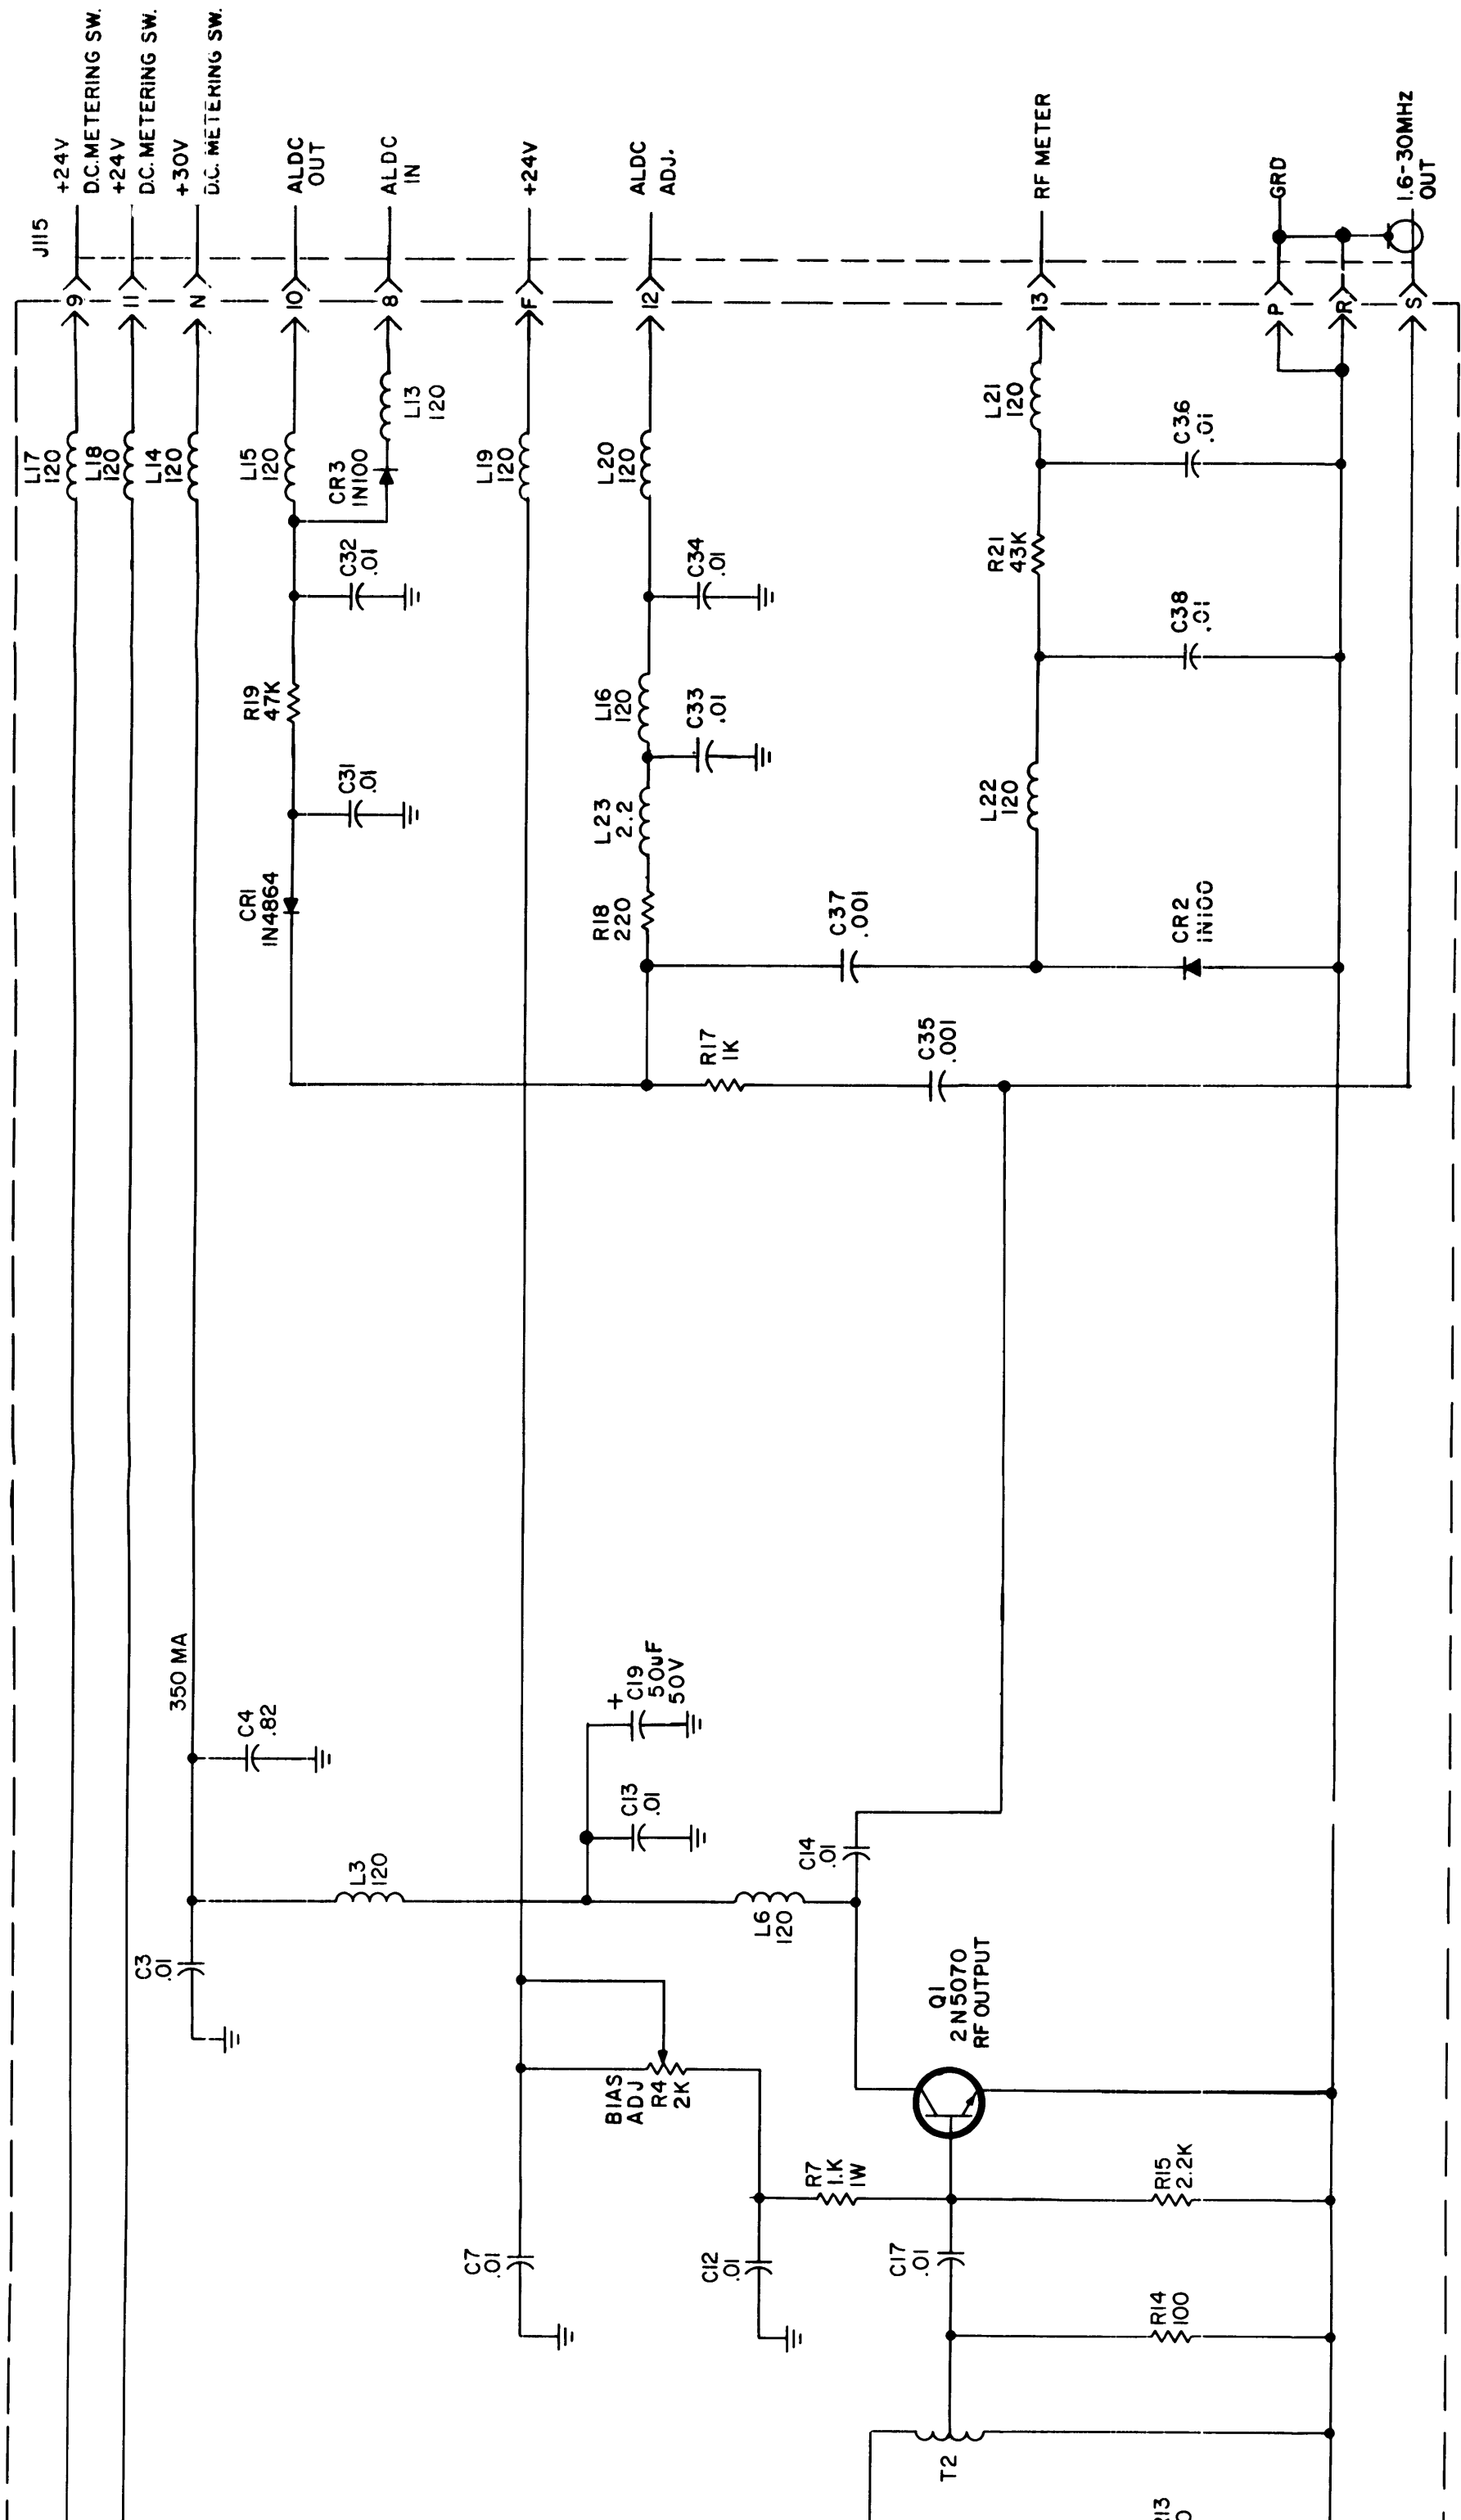 J115
+24V
D.C. METERING SW.
+24V
D.C. METERING SW.
+30V
D.C. METERING SW.
ALDC
OUT
ALDC
IN
+24V
ALDC
ADJ.
RF METER
GRD
1.6-30MHz
OUT
9
11
N
10
8
F
12
13
P
R
S
L17
120
L18
120
L14
120
L15
120
L13
120
CR3
IN100
L19
120
L20
120
L21
120
C36
.01
C32
.01
C34
.01
R21
43K
C38
.01
R19
47K
L16
120
C33
.01
C31
.01
L23
2.2
L22
120
CR1
IN4864
R18
220
C37
.001
CR2
IN100
R17
1K
C35
.001
350 MA
C4
.82
+
C19
50uF
50V
C13
.01
L3
120
C14
.01
L6
120
C3
.01
Q1
2N5070
RF OUTPUT
BIAS
ADJ
R4
2K
R7
1.K
1W
R15
2.2K
C7
.01
C12
.01
C17
.01
R14
100
T2